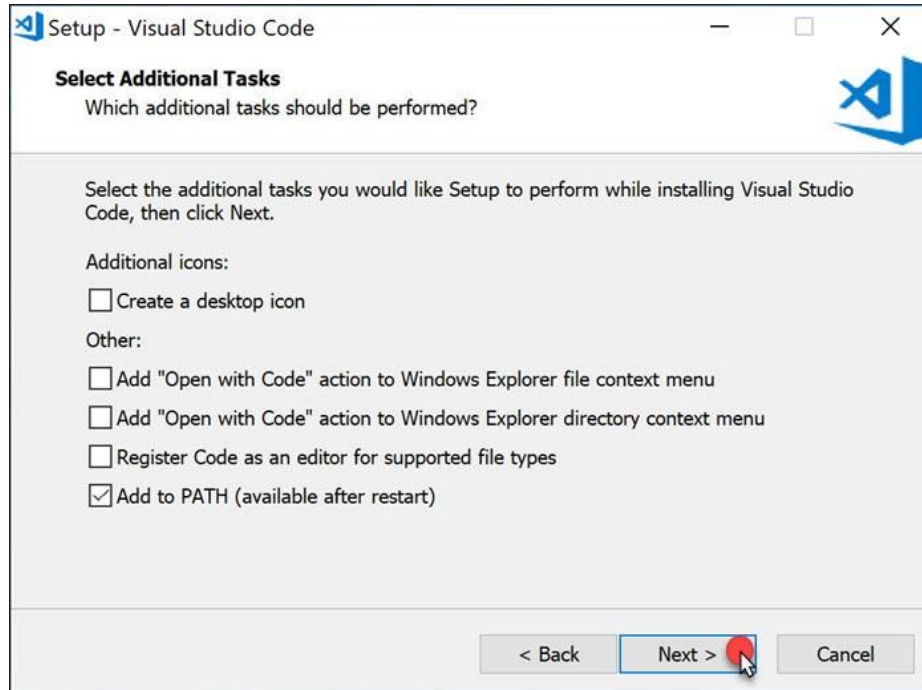 Setup - Visual Studio Code
Select Additional Tasks
Which additional tasks should be performed?
Select the additional tasks you would like Setup to perform while installing Visual Studio
Code, then click Next.
Additional icons:
Create a desktop icon
Other:
Add "Open with Code" action to Windows Explorer file context menu
Add "Open with Code" action to Windows Explorer directory context menu
Register Code as an editor for supported file types
Add to PATH (available after restart)
< Back Next > Cancel